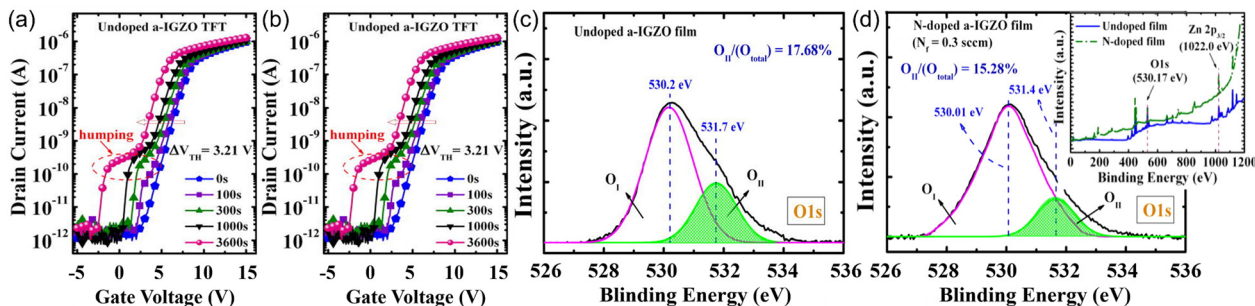 (a)
Undoped a-IGZO TFT
Drain Current (A)
10⁻⁶
10⁻⁷
10⁻⁸
10⁻⁹
10⁻¹⁰
10⁻¹¹
10⁻¹²
humping
ΔV_TH = 3.21 V
0s
100s
300s
1000s
3600s
-5 0 5 10 15
Gate Voltage (V)
(b)
Undoped a-IGZO TFT
Drain Current (A)
10⁻⁶
10⁻⁷
10⁻⁸
10⁻⁹
10⁻¹⁰
10⁻¹¹
10⁻¹²
humping
ΔV_TH = 3.21 V
0s
100s
300s
1000s
3600s
-5 0 5 10 15
Gate Voltage (V)
(c)
Undoped a-IGZO film
O_II/(O_total) = 17.68%
530.2 eV
531.7 eV
O_I
O_II
O1s
Intensity (a.u.)
526 528 530 532 534 536
Blinding Energy (eV)
(d)
N-doped a-IGZO film
(N_r = 0.3 sccm)
O_II/(O_total) = 15.28%
530.01 eV
531.4 eV
O_I
O_II
O1s
Intensity (a.u.)
526 528 530 532 534 536
Blinding Energy (eV)
Undoped film
N-doped film
Zn 2p_3/2
(1022.0 eV)
O1s
(530.17 eV)
Intensity (a.u.)
0 200 400 600 800 1000 1200
Binding Energy (eV)